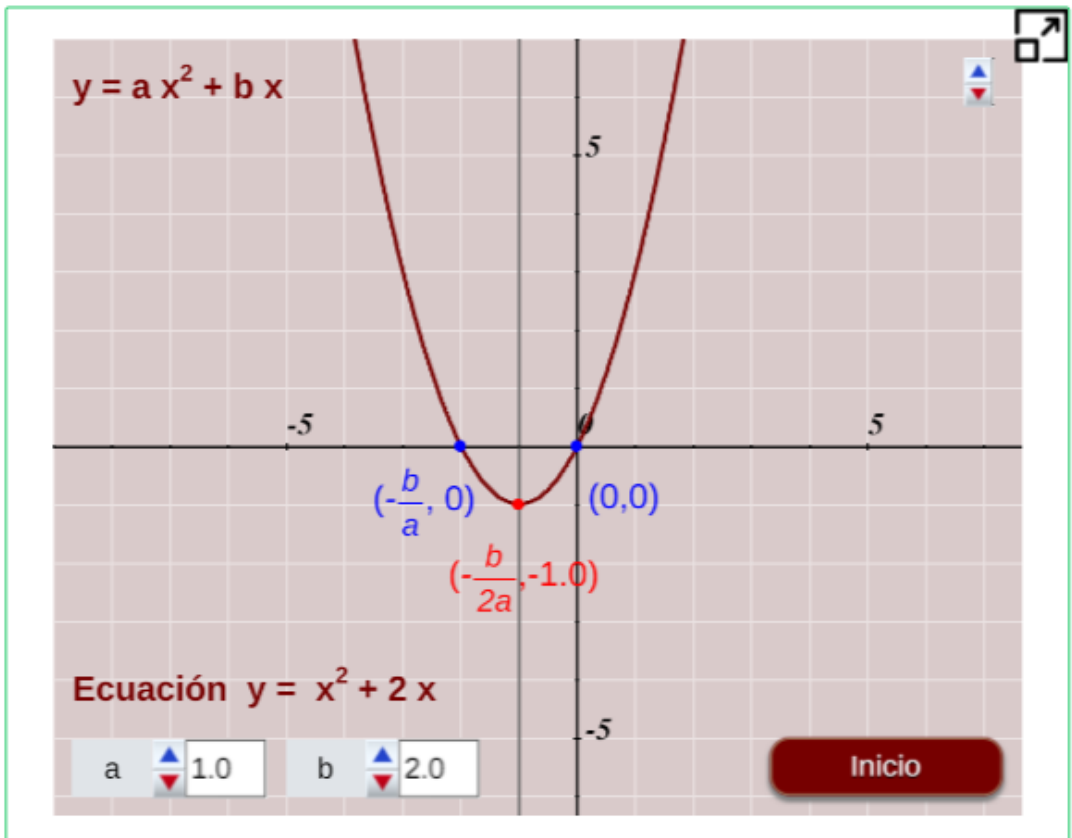 y = a x² + b x
5
-5
0
5
(-b/a, 0)
(0,0)
(-b/2a,-1.0)
Ecuación y = x² + 2 x
-5
a 1.0 b 2.0
Inicio